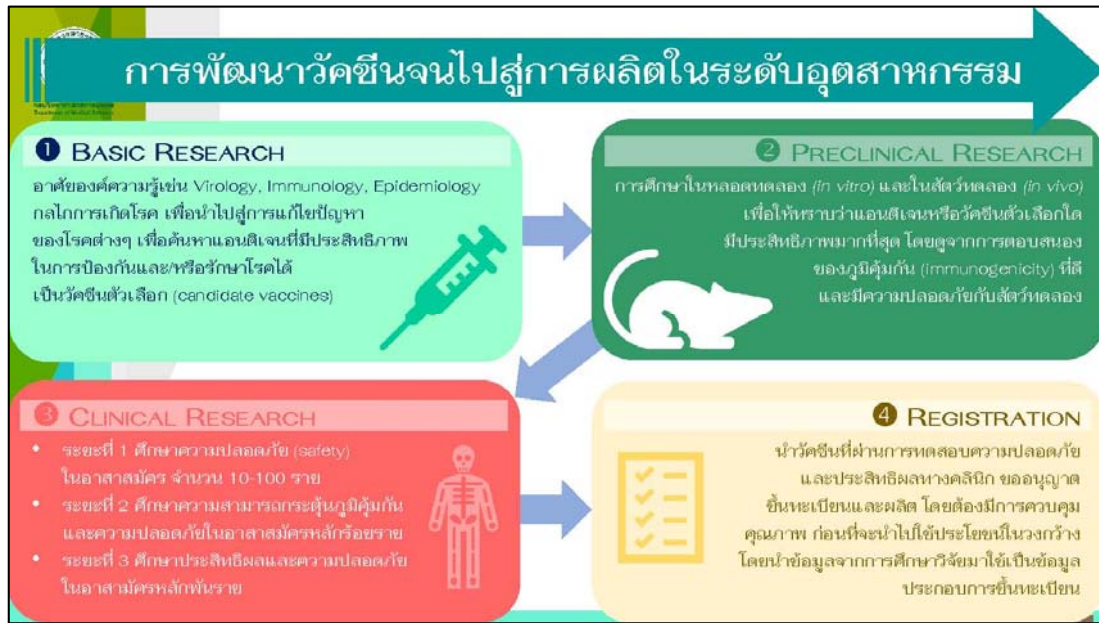 การพัฒนาวัคซีนจนไปสู่การผลิตในระดับอุตสาหกรรม
Department of Medical Sciences
❶ BASIC RESEARCH
อาศัยองค์ความรู้เช่น Virology, Immunology, Epidemiology
กลไกการเกิดโรค เพื่อนำไปสู่การแก้ไขปัญหา
ของโรคต่างๆ เพื่อค้นหาแอนติเจนที่มีประสิทธิภาพ
ในการป้องกันและ/หรือรักษาโรคได้
เป็นวัคซีนตัวเลือก (candidate vaccines)
❷ PRECLINICAL RESEARCH
การศึกษาในหลอดทดลอง (in vitro) และในสัตว์ทดลอง (in vivo)
เพื่อให้ทราบว่าแอนติเจนหรือวัคซีนตัวเลือกใด
มีประสิทธิภาพมากที่สุด โดยดูจากการตอบสนอง
ของภูมิคุ้มกัน (immunogenicity) ที่ดี
และมีความปลอดภัยกับสัตว์ทดลอง
❸ CLINICAL RESEARCH
• ระยะที่ 1 ศึกษาความปลอดภัย (safety)
ในอาสาสมัคร จำนวน 10-100 ราย
• ระยะที่ 2 ศึกษาความสามารถกระตุ้นภูมิคุ้มกัน
และความปลอดภัยในอาสาสมัครหลักร้อยราย
• ระยะที่ 3 ศึกษาประสิทธิผลและความปลอดภัย
ในอาสามัครหลักพันราย
❹ REGISTRATION
นำวัคซีนที่ผ่านการทดสอบความปลอดภัย
และประสิทธิผลทางคลินิก ขออนุญาต
ขึ้นทะเบียนและผลิต โดยต้องมีการควบคุม
คุณภาพ ก่อนที่จะนำไปใช้ประโยชน์ในวงกว้าง
โดยนำข้อมูลจากการศึกษาวิจัยมาใช้เป็นข้อมูล
ประกอบการขึ้นทะเบียน